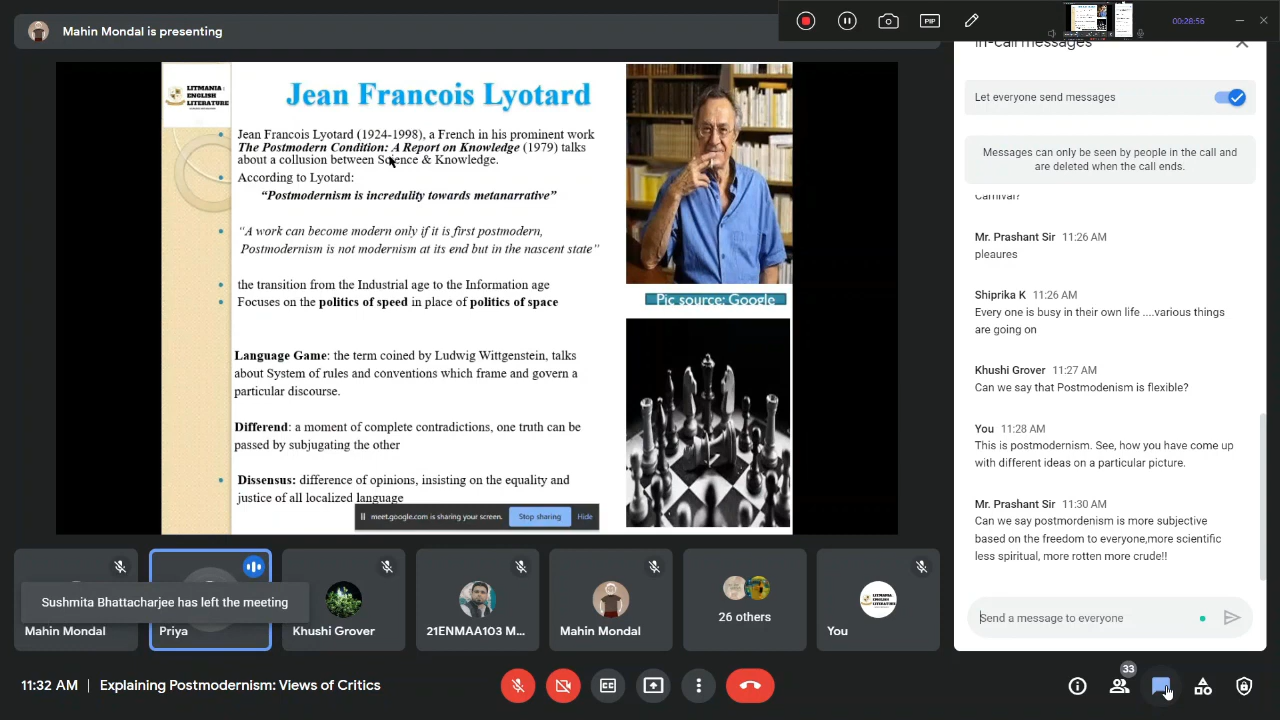 Mahin Mondal is presenting
PIP
00:28:56
LITMANIA:
ENGLISH
LITERATURE
Jean Francois Lyotard
Jean Francois Lyotard (1924-1998), a French in his prominent work
The Postmodern Condition: A Report on Knowledge (1979) talks
about a collusion between Science & Knowledge.
According to Lyotard:
“Postmodernism is incredulity towards metanarrative”
“A work can become modern only if it is first postmodern,
Postmodernism is not modernism at its end but in the nascent state”
the transition from the Industrial age to the Information age
Focuses on the politics of speed in place of politics of space
Language Game: the term coined by Ludwig Wittgenstein, talks
about System of rules and conventions which frame and govern a
particular discourse.
Differend: a moment of complete contradictions, one truth can be
passed by subjugating the other
Dissensus: difference of opinions, insisting on the equality and
justice of all localized language
Pic source: Google
meet.google.com is sharing your screen.
Stop sharing
Hide
Sushmita Bhattacharjee has left the meeting
Mahin Mondal
Priya
Khushi Grover
21ENMAA103 M...
Mahin Mondal
26 others
You
11:32 AM | Explaining Postmodernism: Views of Critics
In-call messages
Let everyone send messages
Messages can only be seen by people in the call and
are deleted when the call ends.
Carnival?
Mr. Prashant Sir 11:26 AM
pleaures
Shiprika K 11:26 AM
Every one is busy in their own life ....various things
are going on
Khushi Grover 11:27 AM
Can we say that Postmodenism is flexible?
You 11:28 AM
This is postmodernism. See, how you have come up
with different ideas on a particular picture.
Mr. Prashant Sir 11:30 AM
Can we say postmordenism is more subjective
based on the freedom to everyone,more scientific
less spiritual, more rotten more crude!!
Send a message to everyone
33